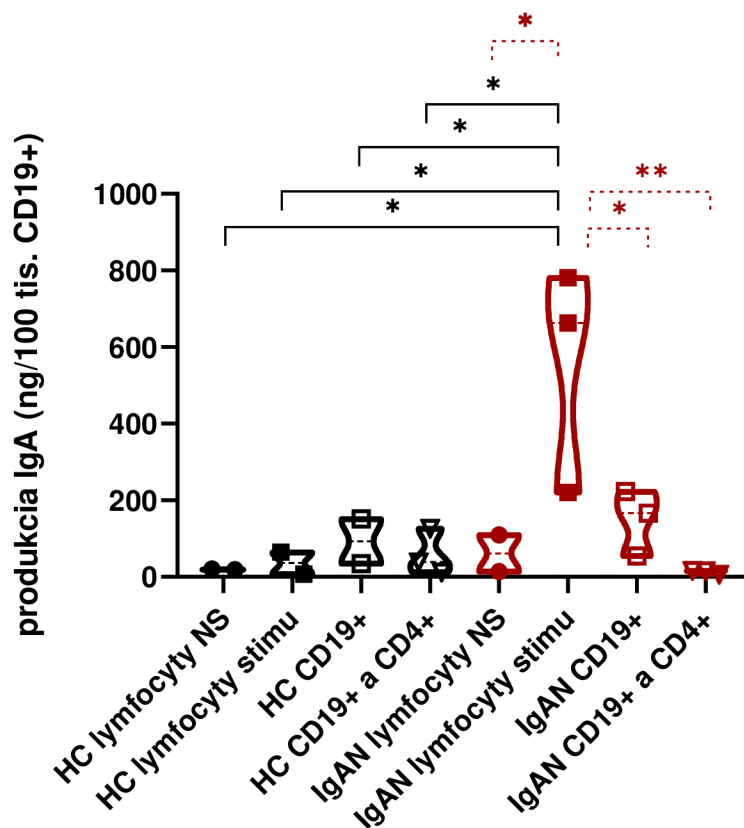 *
*
*
*
*
**
*
produkcia IgA (ng/100 tis. CD19+)
1000
800
600
400
200
0
HC lymfocyty NS
HC lymfocyty stimu
HC CD19+
HC CD19+ a CD4+
IgAN lymfocyty NS
IgAN lymfocyty stimu
IgAN CD19+
IgAN CD19+ a CD4+